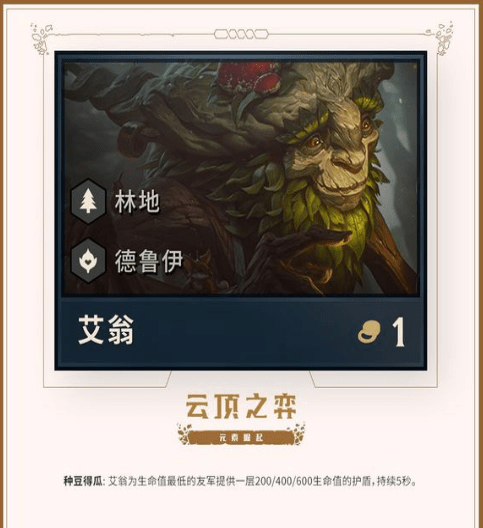 林地
德鲁伊
艾翁
1
云顶之弈
元素崛起
种豆得瓜: 艾翁为生命值最低的友军提供一层200/400/600生命值的护盾,持续5秒。